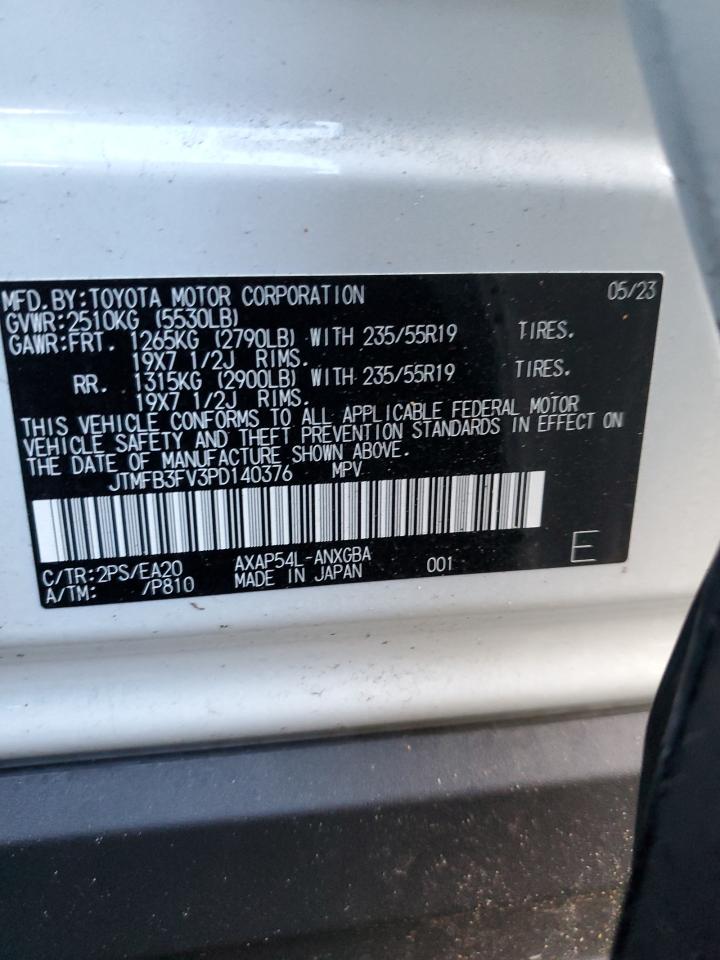 MFD.BY:TOYOTA MOTOR CORPORATION 05/23
GVWR:2510KG (5530LB)
GAWR:FRT. 1265KG (2790LB) WITH 235/55R19 TIRES.
19X7 1/2J RIMS.
RR. 1315KG (2900LB) WITH 235/55R19 TIRES.
19X7 1/2J RIMS.
THIS VEHICLE CONFORMS TO ALL APPLICABLE FEDERAL MOTOR
VEHICLE SAFETY AND THEFT PREVENTION STANDARDS IN EFFECT ON
THE DATE OF MANUFACTURE SHOWN ABOVE.
JTMFB3FV3PD140376 MPV
C/TR:2PS/EA20 AXAP54L-ANXGBA 001 E
A/TM: /P810 MADE IN JAPAN